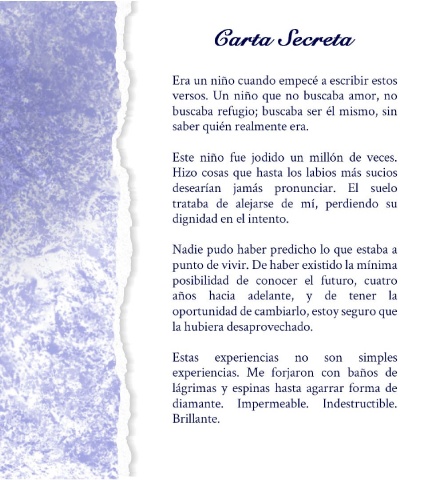 Carta Secreta
Era un niño cuando empecé a escribir estos
versos. Un niño que no buscaba amor, no
buscaba refugio; buscaba ser él mismo, sin
saber quién realmente era.
Este niño fue jodido un millón de veces.
Hizo cosas que hasta los labios más sucios
desearían jamás pronunciar. El suelo
trataba de alejarse de mí, perdiendo su
dignidad en el intento.
Nadie pudo haber predicho lo que estaba a
punto de vivir. De haber existido la mínima
posibilidad de conocer el futuro, cuatro
años hacia adelante, y de tener la
oportunidad de cambiarlo, estoy seguro que
la hubiera desaprovechado.
Estas experiencias no son simples
experiencias. Me forjaron con baños de
lágrimas y espinas hasta agarrar forma de
diamante. Impermeable. Indestructible.
Brillante.